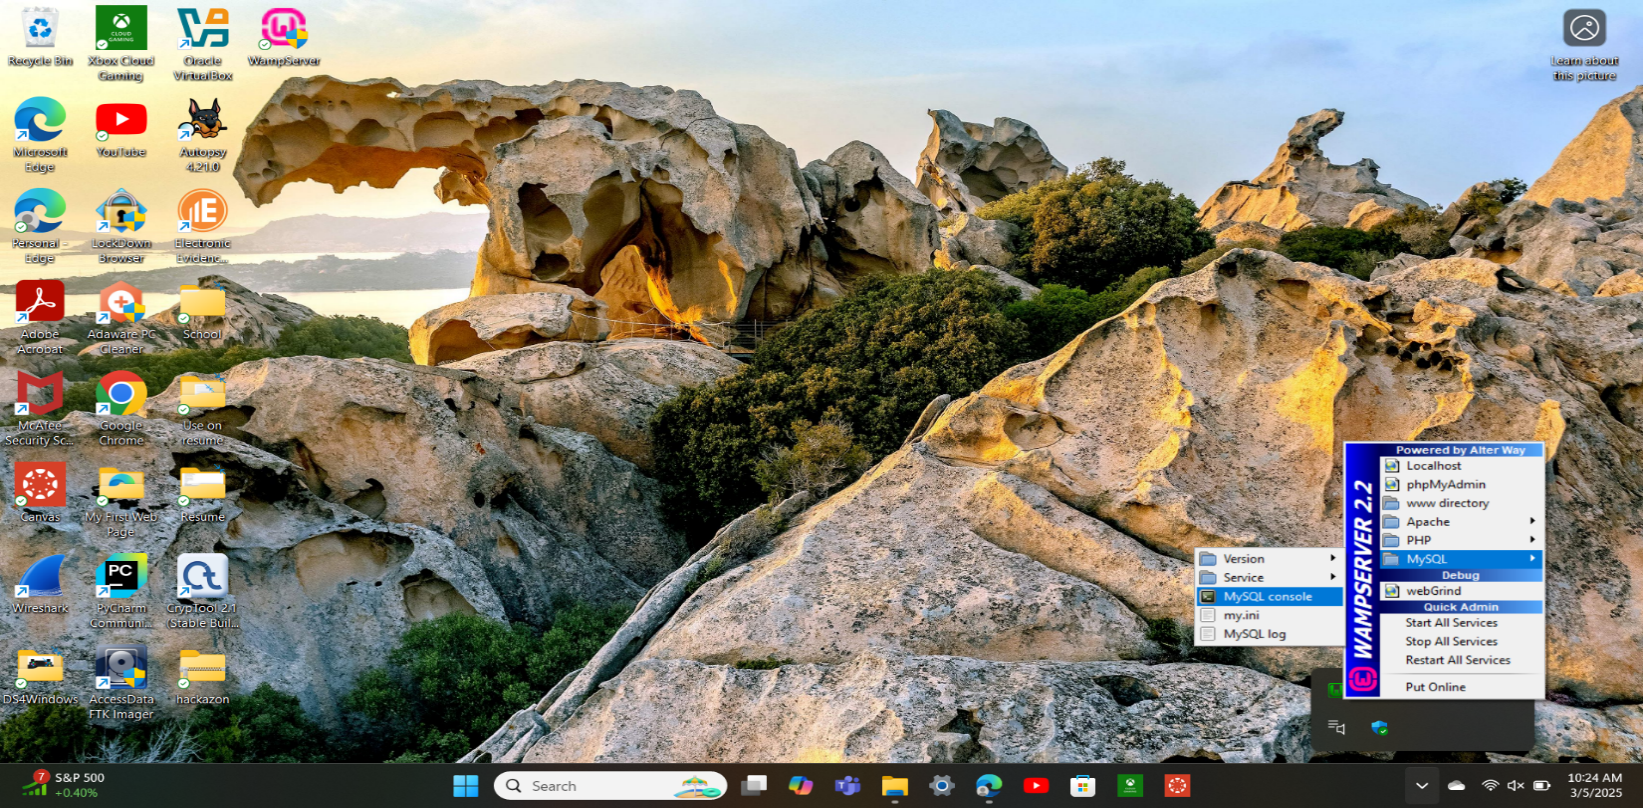 Recycle Bin
CLOUD
GAMING
Xbox Cloud
Gaming
Oracle
VirtualBox
WampServer
Learn about
this picture
Microsoft
Edge
YouTube
Autopsy
4.21.0
Personal -
Edge
LockDown
Browser
Electronic
Evidenc...
Adobe
Acrobat
Adaware PC
Cleaner
School
McAfee
Security Sc...
Google
Chrome
Use on
resume
Canvas
My First Web
Page
Resume
Wireshark
PC
PyCharm
Communi...
CrypTool 2.1
(Stable Buil...
DS4Windows
AccessData
FTK Imager
hackazon
Version
Service
MySQL console
my.ini
MySQL log
WAMPSERVER 2.2
Powered by Alter Way
Localhost
phpMyAdmin
www directory
Apache
PHP
MySQL
Debug
webGrind
Quick Admin
Start All Services
Stop All Services
Restart All Services
Put Online
7
S&P 500
+0.40%
Search
10:24 AM
3/5/2025